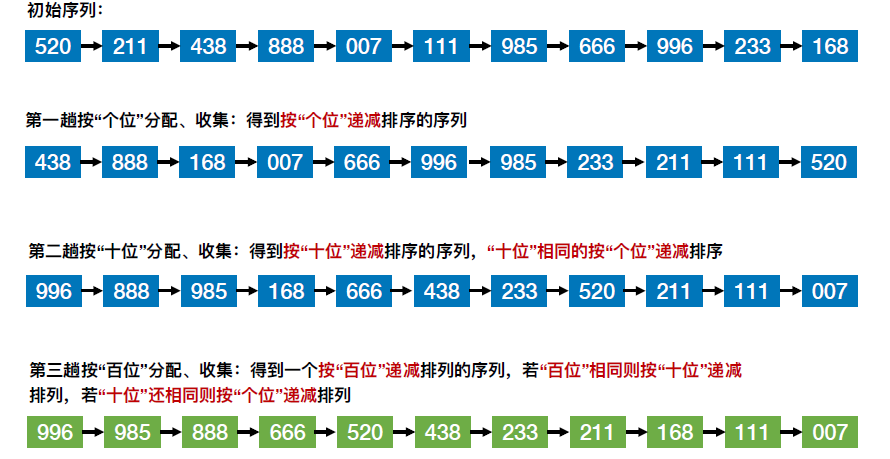 初始序列：
520 211 438 888 007 111 985 666 996 233 168
第一趟按“个位”分配、收集：得到按“个位”递减排序的序列
438 888 168 007 666 996 985 233 211 111 520
第二趟按“十位”分配、收集：得到按“十位”递减排序的序列，“十位”相同的按“个位”递减排序
996 888 985 168 666 438 233 520 211 111 007
第三趟按“百位”分配、收集：得到一个按“百位”递减排列的序列，若“百位”相同则按“十位”递减
排列，若“十位”还相同则按“个位”递减排列
996 985 888 666 520 438 233 211 168 111 007